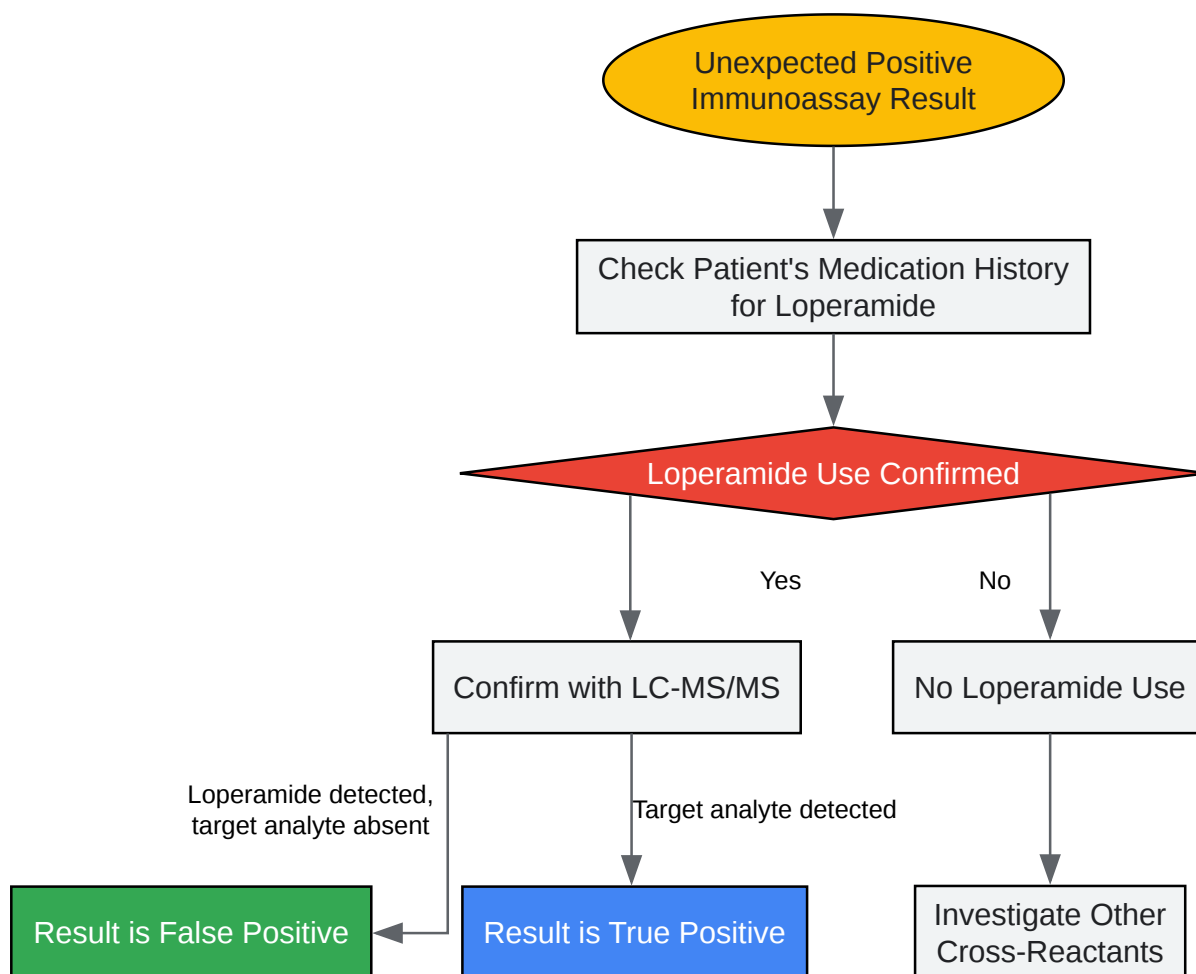 Unexpected Positive
Immunoassay Result
Check Patient's Medication History
for Loperamide
Loperamide Use Confirmed
Yes
No
Confirm with LC-MS/MS
No Loperamide Use
Loperamide detected,
target analyte absent
Target analyte detected
Result is False Positive
Result is True Positive
Investigate Other
Cross-Reactants